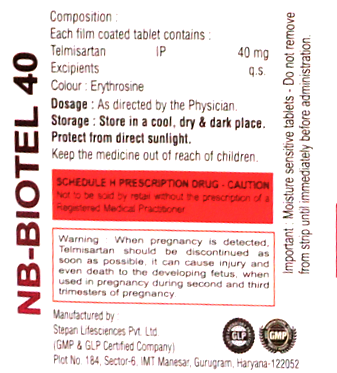 NB-BIOTEL 40
Composition :
Each film coated tablet contains :
Telmisartan IP 40 mg
Excipients q.s.
Colour : Erythrosine
Dosage : As directed by the Physician.
Storage : Store in a cool, dry & dark place.
Protect from direct sunlight.
Keep the medicine out of reach of children.
SCHEDULE H PRESCRIPTION DRUG - CAUTION
Not to be sold by retail without the prescription of a
Registered Medical Practitioner.
Warning : When pregnancy is detected,
Telmisartan should be discontinued as
soon as possible, it can cause injury and
even death to the developing fetus, when
used in pregnancy during second and third
trimesters of pregnancy.
Manufactured by :
Stepan Lifesciences Pvt. Ltd.
(GMP & GLP Certified Company)
Plot No. 184, Sector-6, IMT Manesar, Gurugram, Haryana-122052
GLP
GMP
Important : Moisture sensitive tablets - Do not remove
from strip until immediately before administration.